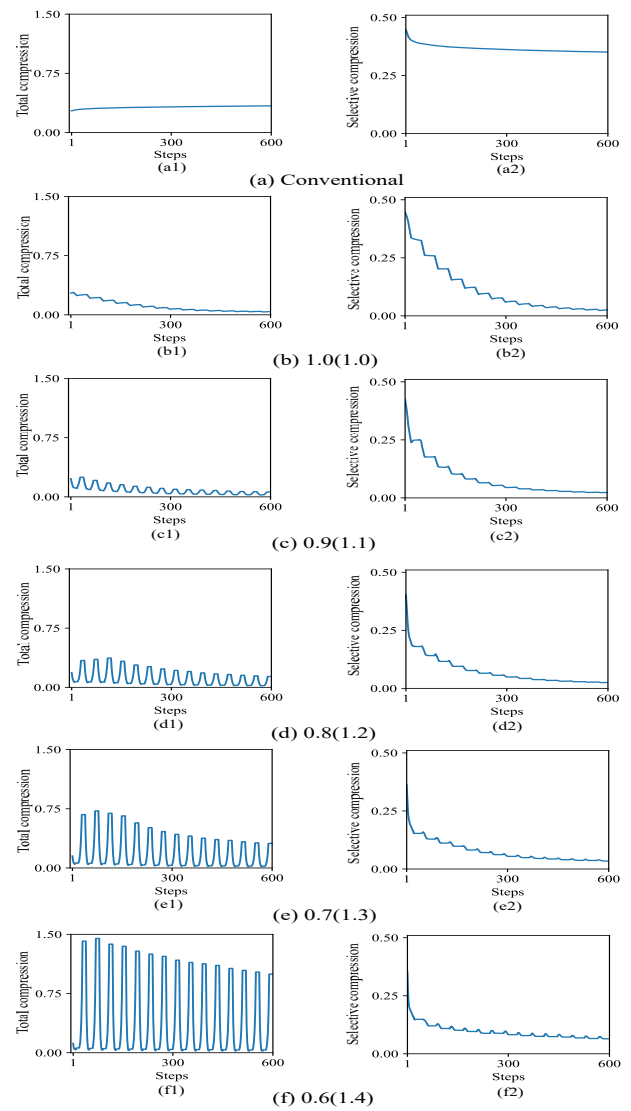 1.50
0.75
0.00
Total compression
1
300
600
Steps
(a1)
0.50
0.25
0.00
Selective compression
1
300
600
Steps
(a2)
(a) Conventional
1.50
0.75
0.00
Total compression
1
300
600
Steps
(b1)
0.50
0.25
0.00
Selective compression
1
300
600
Steps
(b2)
(b) 1.0(1.0)
1.50
0.75
0.00
Total compression
1
300
600
Steps
(c1)
0.50
0.25
0.00
Selective compression
1
300
600
Steps
(c2)
(c) 0.9(1.1)
1.50
0.75
0.00
Total compression
1
300
600
Steps
(d1)
0.50
0.25
0.00
Selective compression
1
300
600
Steps
(d2)
(d) 0.8(1.2)
1.50
0.75
0.00
Total compression
1
300
600
Steps
(e1)
0.50
0.25
0.00
Selective compression
1
300
600
Steps
(e2)
(e) 0.7(1.3)
1.50
0.75
0.00
Total compression
1
300
600
Steps
(f1)
0.50
0.25
0.00
Selective compression
1
300
600
Steps
(f2)
(f) 0.6(1.4)